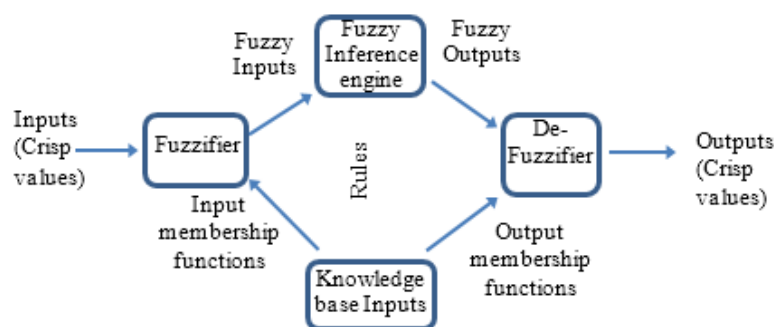 Inputs
(Crisp
values)
Fuzzifier
Fuzzy
Inputs
Fuzzy
Inference
engine
Fuzzy
Outputs
Rules
De-
Fuzzifier
Outputs
(Crisp
values)
Input
membership
functions
Knowledge
base Inputs
Output
membership
functions